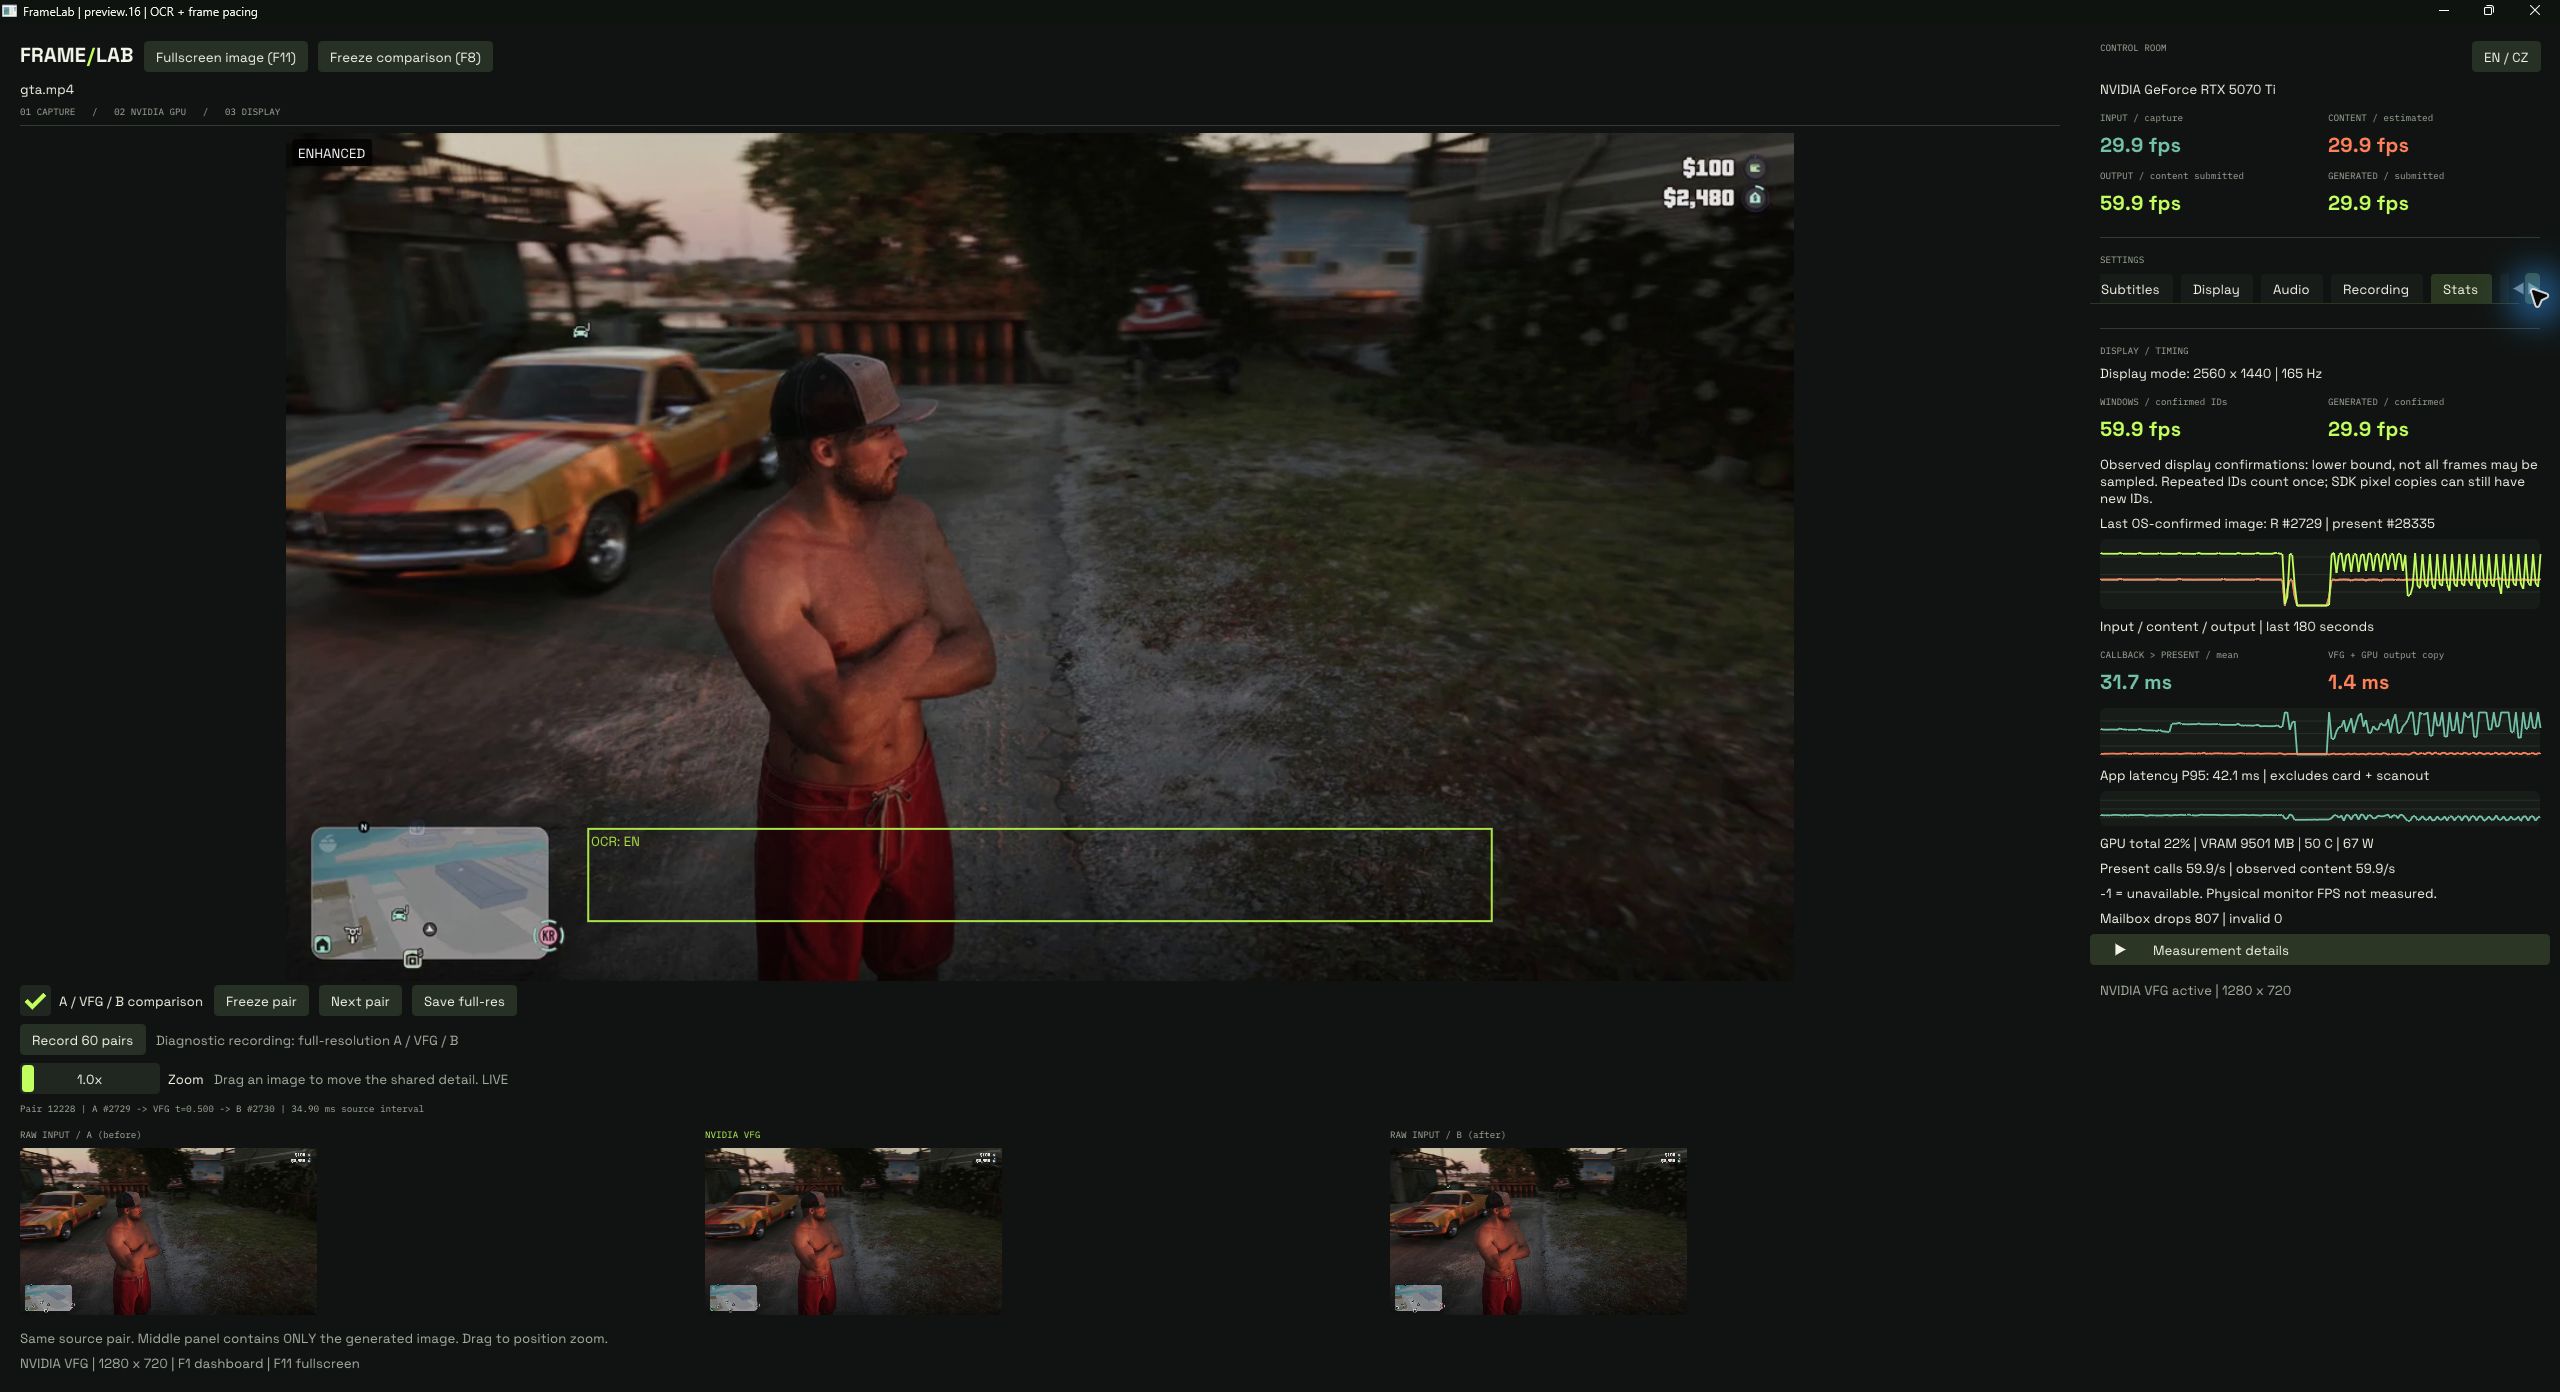 FrameLab | preview.16 | OCR + frame pacing
FRAME/LAB
Fullscreen image (F11)
Freeze comparison (F8)
gta.mp4
01 CAPTURE / 02 NVIDIA GPU / 03 DISPLAY
ENHANCED
$100
$2,480
N
KR
OCR: EN
A / VFG / B comparison
Freeze pair
Next pair
Save full-res
Record 60 pairs
Diagnostic recording: full-resolution A / VFG / B
1.0x
Zoom
Drag an image to move the shared detail. LIVE
Pair 12228 | A #2729 -> VFG t=0.500 -> B #2730 | 34.90 ms source interval
RAW INPUT / A (before)
NVIDIA VFG
RAW INPUT / B (after)
Same source pair. Middle panel contains ONLY the generated image. Drag to position zoom.
NVIDIA VFG | 1280 x 720 | F1 dashboard | F11 fullscreen
CONTROL ROOM
EN / CZ
NVIDIA GeForce RTX 5070 Ti
INPUT / capture
CONTENT / estimated
29.9 fps
29.9 fps
OUTPUT / content submitted
GENERATED / submitted
59.9 fps
29.9 fps
SETTINGS
Subtitles
Display
Audio
Recording
Stats
DISPLAY / TIMING
Display mode: 2560 x 1440 | 165 Hz
WINDOWS / confirmed IDs
GENERATED / confirmed
59.9 fps
29.9 fps
Observed display confirmations: lower bound, not all frames may be
sampled. Repeated IDs count once; SDK pixel copies can still have
new IDs.
Last OS-confirmed image: R #2729 | present #28335
Input / content / output | last 180 seconds
CALLBACK > PRESENT / mean
VFG + GPU output copy
31.7 ms
1.4 ms
App latency P95: 42.1 ms | excludes card + scanout
GPU total 22% | VRAM 9501 MB | 50 C | 67 W
Present calls 59.9/s | observed content 59.9/s
-1 = unavailable. Physical monitor FPS not measured.
Mailbox drops 807 | invalid 0
Measurement details
NVIDIA VFG active | 1280 x 720